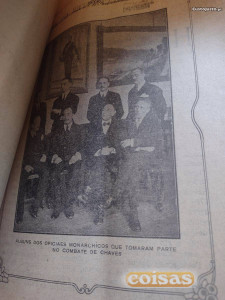 ALGUNS DOS OFICIAES MONARCHICOS QUE TOMARAM PARTE
NO COMBATE DE CHAVES
coisas